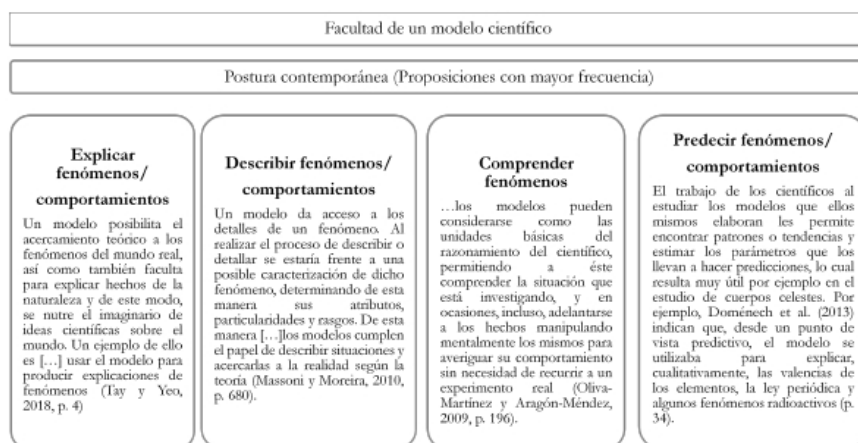 Facultad de un modelo científico
Postura contemporánea (Proposiciones con mayor frecuencia)
Explicar
fenómenos/
comportamientos
Un modelo posibilita el
acercamiento teórico a los
fenómenos del mundo real,
así como también faculta
para explicar hechos de la
naturaleza y de este modo,
se nutre el imaginario de
ideas científicas sobre el
mundo. Un ejemplo de ello
es [...] usar el modelo para
producir explicaciones de
fenómenos (Tay y Yeo,
2018, p. 4)
Describir fenómenos/
comportamientos
Un modelo da acceso a los
detalles de un fenómeno. Al
realizar el proceso de describir o
detallar se estaría frente a una
posible caracterización de dicho
fenómeno, determinando de esta
manera sus atributos,
particularidades y rasgos. De esta
manera [...]los modelos cumplen
el papel de describir situaciones y
acercarlas a la realidad según la
teoría (Massoni y Moreira, 2010,
p. 680).
Comprender
fenómenos
...los modelos pueden
considerarse como las
unidades básicas del
razonamiento del científico,
permitiendo a éste
comprender la situación que
está investigando, y en
ocasiones, incluso, adelantarse
a los hechos manipulando
mentalmente los mismos para
averiguar su comportamiento
sin necesidad de recurrir a un
experimento real (Oliva-
Martínez y Aragón-Méndez,
2009, p. 196).
Predecir fenómenos/
comportamientos
El trabajo de los científicos al
estudiar los modelos que ellos
mismos elaboran les permite
encontrar patrones o tendencias y
estimar los parámetros que los
llevan a hacer predicciones, lo cual
resulta muy útil por ejemplo en el
estudio de cuerpos celestes. Por
ejemplo, Doménech et al. (2013)
indican que, desde un punto de
vista predictivo, el modelo se
utilizaba para explicar,
cualitativamente, las valencias de
los elementos, la ley periódica y
algunos fenómenos radioactivos (p.
34).